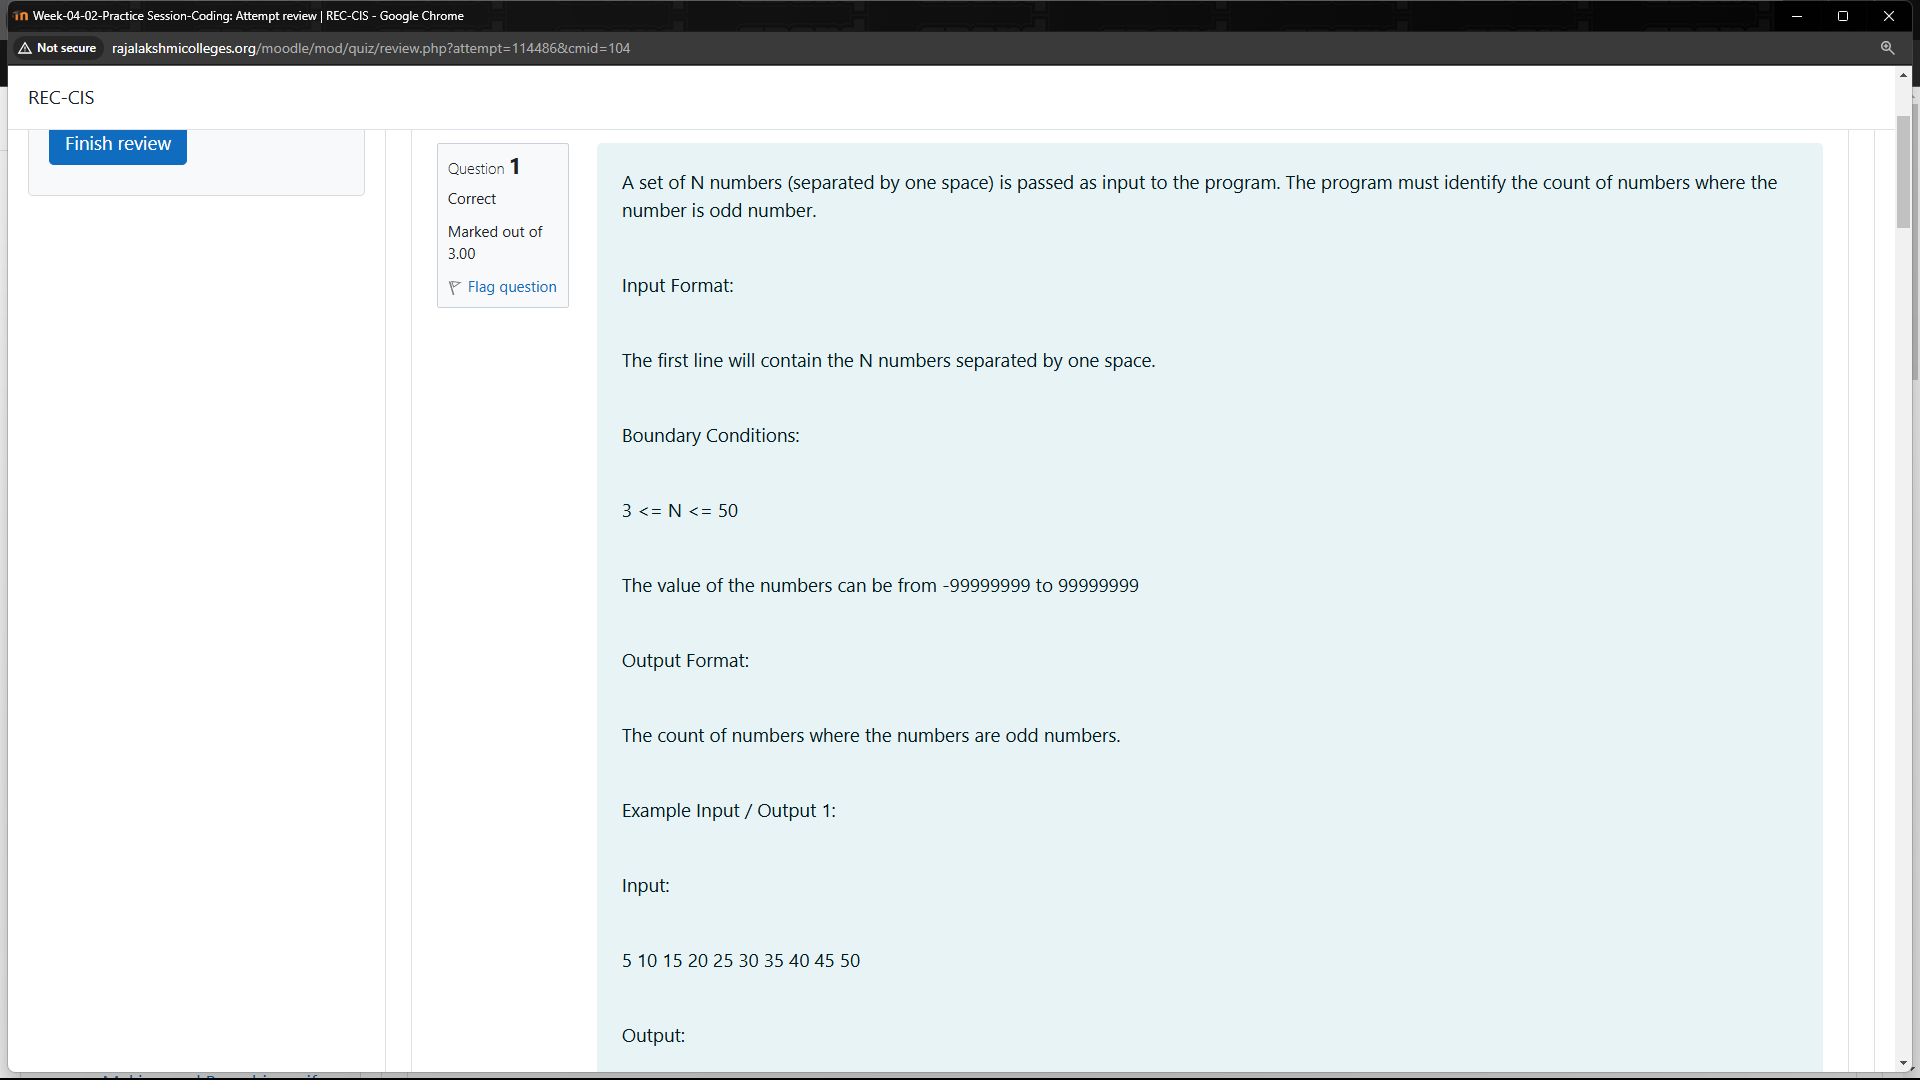 Week-04-02-Practice Session-Coding: Attempt review | REC-CIS - Google Chrome
Not secure
rajalakshmicolleges.org/moodle/mod/quiz/review.php?attempt=114486&cmid=104
REC-CIS
Finish review
Question 1
Correct
Marked out of
3.00
Flag question
A set of N numbers (separated by one space) is passed as input to the program. The program must identify the count of numbers where the
number is odd number.
Input Format:
The first line will contain the N numbers separated by one space.
Boundary Conditions:
3 <= N <= 50
The value of the numbers can be from -99999999 to 99999999
Output Format:
The count of numbers where the numbers are odd numbers.
Example Input / Output 1:
Input:
5 10 15 20 25 30 35 40 45 50
Output: